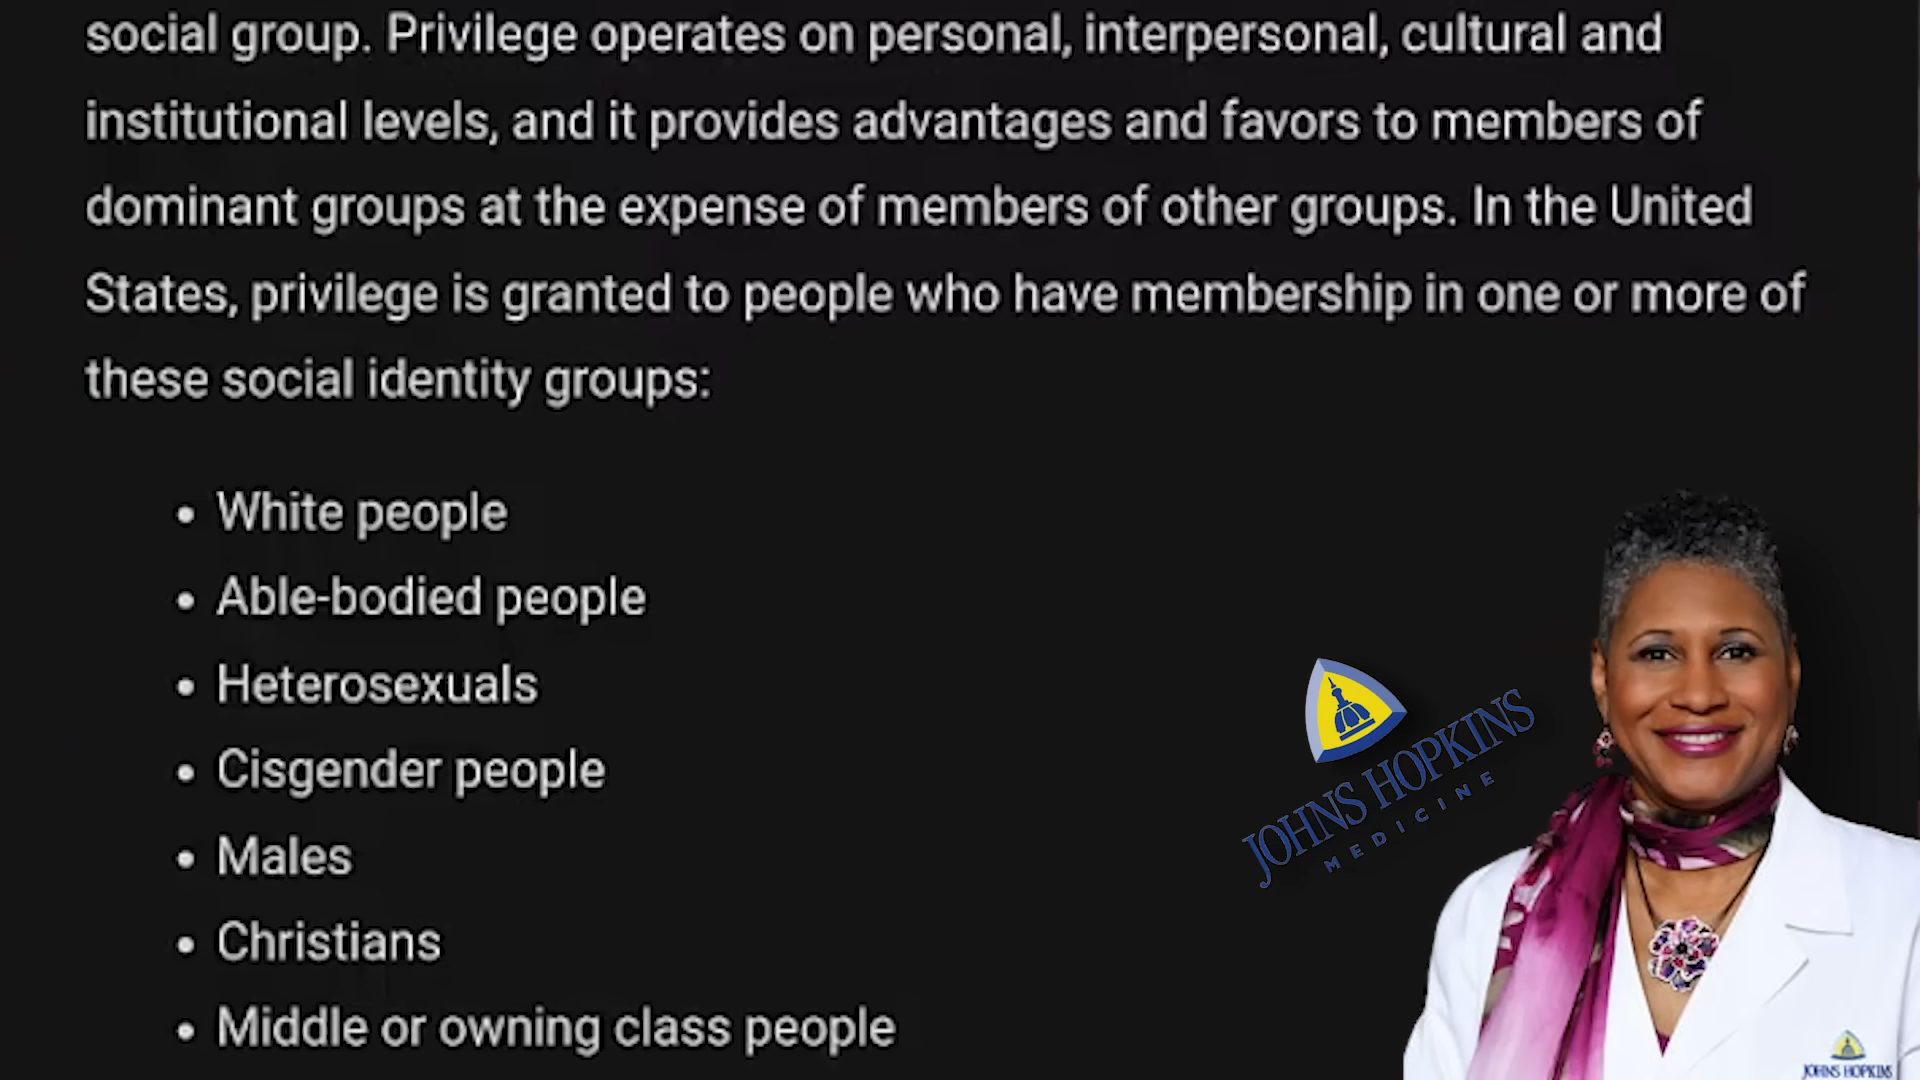 social group. Privilege operates on personal, interpersonal, cultural and
institutional levels, and it provides advantages and favors to members of
dominant groups at the expense of members of other groups. In the United
States, privilege is granted to people who have membership in one or more of
these social identity groups:
• White people
• Able-bodied people
• Heterosexuals
• Cisgender people
• Males
• Christians
• Middle or owning class people
JOHNS HOPKINS
MEDICINE
JOHNS HOPKINS